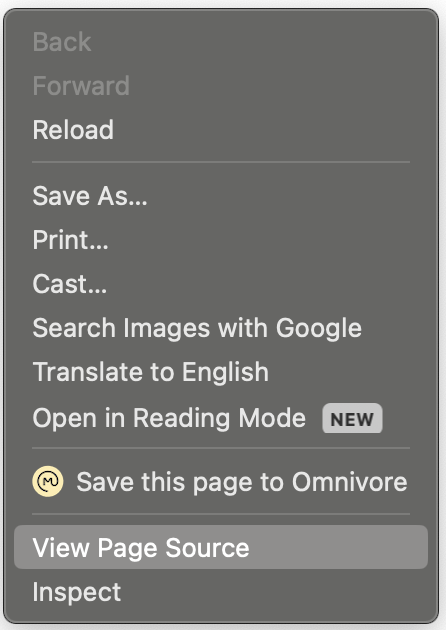 Back
Forward
Reload
Save As...
Print...
Cast...
Search Images with Google
Translate to English
Open in Reading Mode NEW
Save this page to Omnivore
View Page Source
Inspect